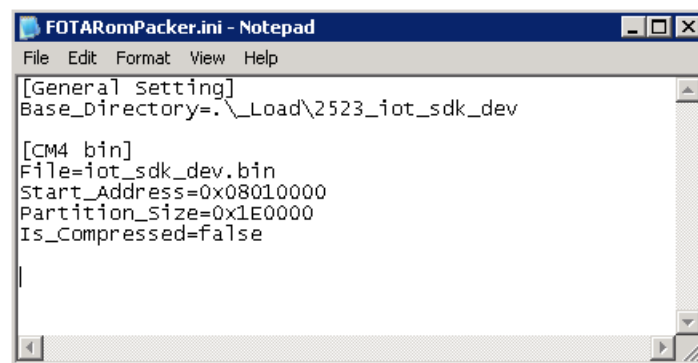 FOTARomPacker.ini - Notepad
File Edit Format View Help
[General Setting]
Base_Directory=.\_Load\2523_iot_sdk_dev
[CM4 bin]
File=iot_sdk_dev.bin
Start_Address=0x08010000
Partition_Size=0x1E0000
Is_Compressed=false